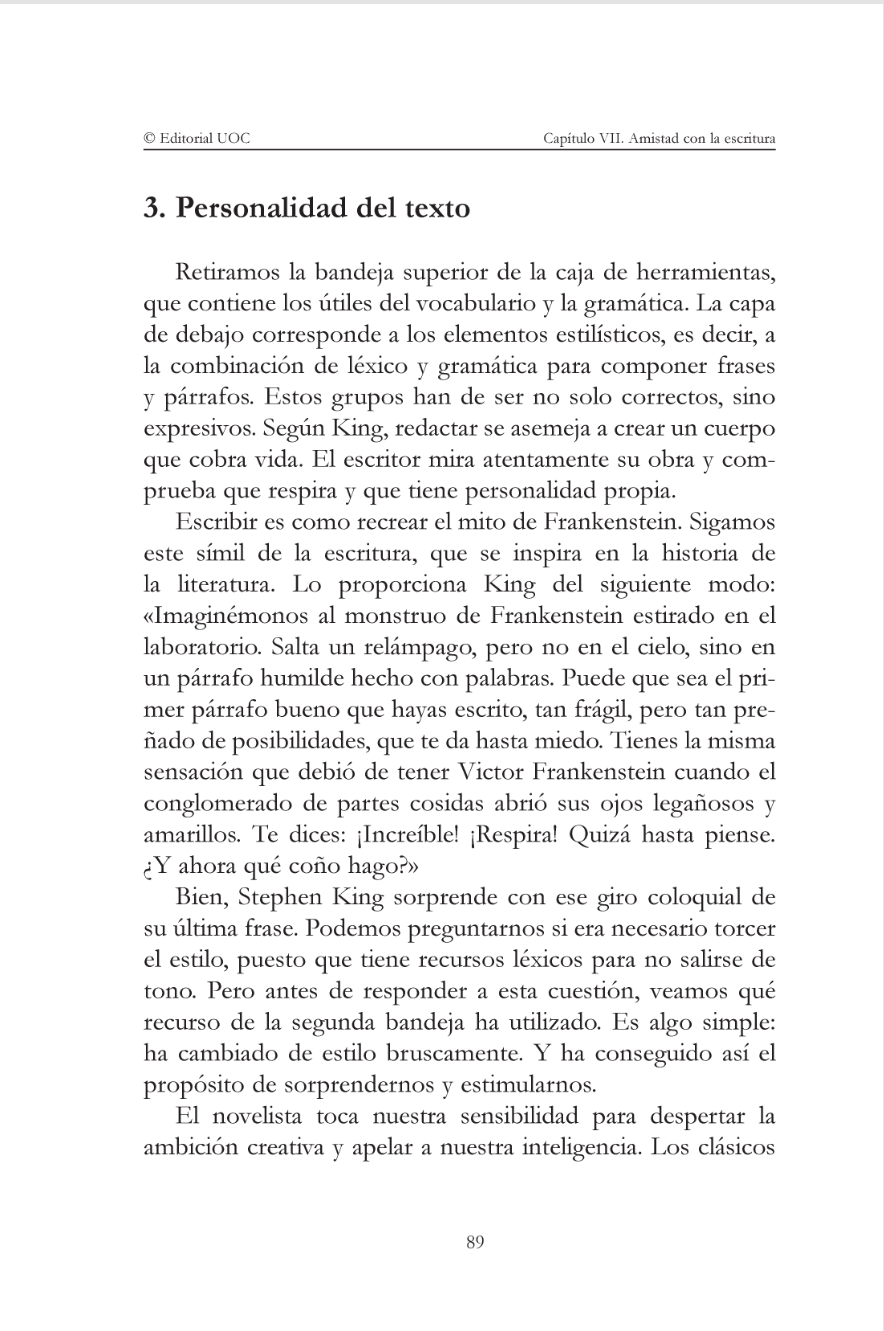 © Editorial UOC
Capítulo VII. Amistad con la escritura
3. Personalidad del texto
Retiramos la bandeja superior de la caja de herramientas,
que contiene los útiles del vocabulario y la gramática. La capa
de debajo corresponde a los elementos estilísticos, es decir, a
la combinación de léxico y gramática para componer frases
y párrafos. Estos grupos han de ser no solo correctos, sino
expresivos. Según King, redactar se asemeja a crear un cuerpo
que cobra vida. El escritor mira atentamente su obra y com-
prueba que respira y que tiene personalidad propia.
Escribir es como recrear el mito de Frankenstein. Sigamos
este símil de la escritura, que se inspira en la historia de
la literatura. Lo proporciona King del siguiente modo:
«Imaginémonos al monstruo de Frankenstein estirado en el
laboratorio. Salta un relámpago, pero no en el cielo, sino en
un párrafo humilde hecho con palabras. Puede que sea el pri-
mer párrafo bueno que hayas escrito, tan frágil, pero tan pre-
ñado de posibilidades, que te da hasta miedo. Tienes la misma
sensación que debió de tener Victor Frankenstein cuando el
conglomerado de partes cosidas abrió sus ojos legañosos y
amarillos. Te dices: ¡Increíble! ¡Respira! Quizá hasta piense.
¿Y ahora qué coño hago?»
Bien, Stephen King sorprende con ese giro coloquial de
su última frase. Podemos preguntarnos si era necesario torcer
el estilo, puesto que tiene recursos léxicos para no salirse de
tono. Pero antes de responder a esta cuestión, veamos qué
recurso de la segunda bandeja ha utilizado. Es algo simple:
ha cambiado de estilo bruscamente. Y ha conseguido así el
propósito de sorprendernos y estimularnos.
El novelista toca nuestra sensibilidad para despertar la
ambición creativa y apelar a nuestra inteligencia. Los clásicos
89